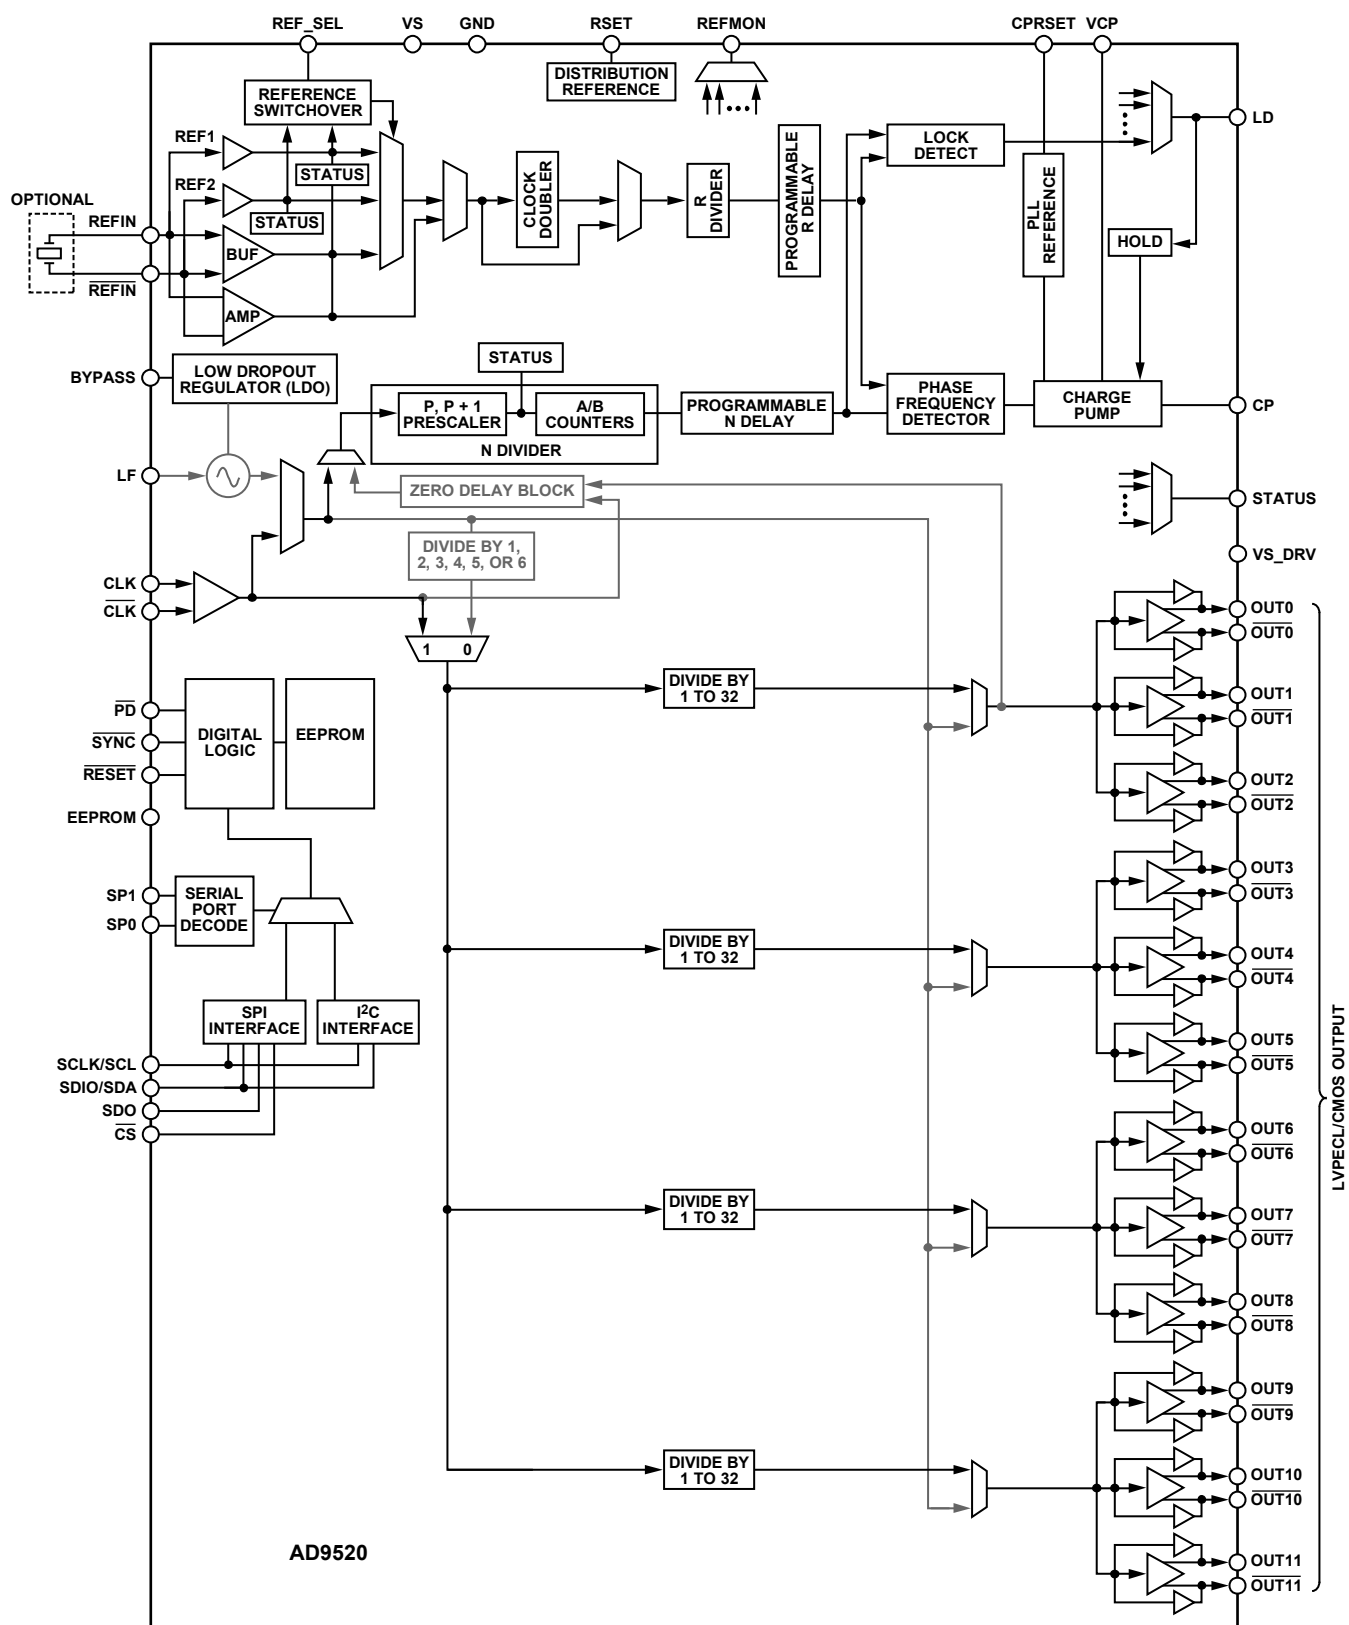 REF_SEL
VS
GND
RSET
REFMON
CPRSET
VCP
REFERENCE
SWITCHOVER
DISTRIBUTION
REFERENCE
REF1
STATUS
REF2
STATUS
OPTIONAL
REFIN
REFIN
BUF
AMP
CLOCK
DOUBLER
R
DIVIDER
PROGRAMMABLE
R DELAY
LOCK
DETECT
LD
PLL
REFERENCE
HOLD
BYPASS
LOW DROPOUT
REGULATOR (LDO)
STATUS
P, P + 1
PRESCALER
A/B
COUNTERS
N DIVIDER
PROGRAMMABLE
N DELAY
PHASE
FREQUENCY
DETECTOR
CHARGE
PUMP
CP
LF
ZERO DELAY BLOCK
STATUS
DIVIDE BY 1,
2, 3, 4, 5, OR 6
VS_DRV
CLK
CLK
1 0
OUT0
OUT0
DIVIDE BY
1 TO 32
OUT1
OUT1
PD
SYNC
RESET
DIGITAL
LOGIC
EEPROM
EEPROM
OUT2
OUT2
OUT3
OUT3
SP1
SP0
SERIAL
PORT
DECODE
DIVIDE BY
1 TO 32
OUT4
OUT4
SPI
INTERFACE
I2C
INTERFACE
OUT5
OUT5
SCLK/SCL
SDIO/SDA
SDO
CS
OUT6
OUT6
LVPECL/CMOS OUTPUT
DIVIDE BY
1 TO 32
OUT7
OUT7
OUT8
OUT8
OUT9
OUT9
DIVIDE BY
1 TO 32
OUT10
OUT10
AD9520
OUT11
OUT11